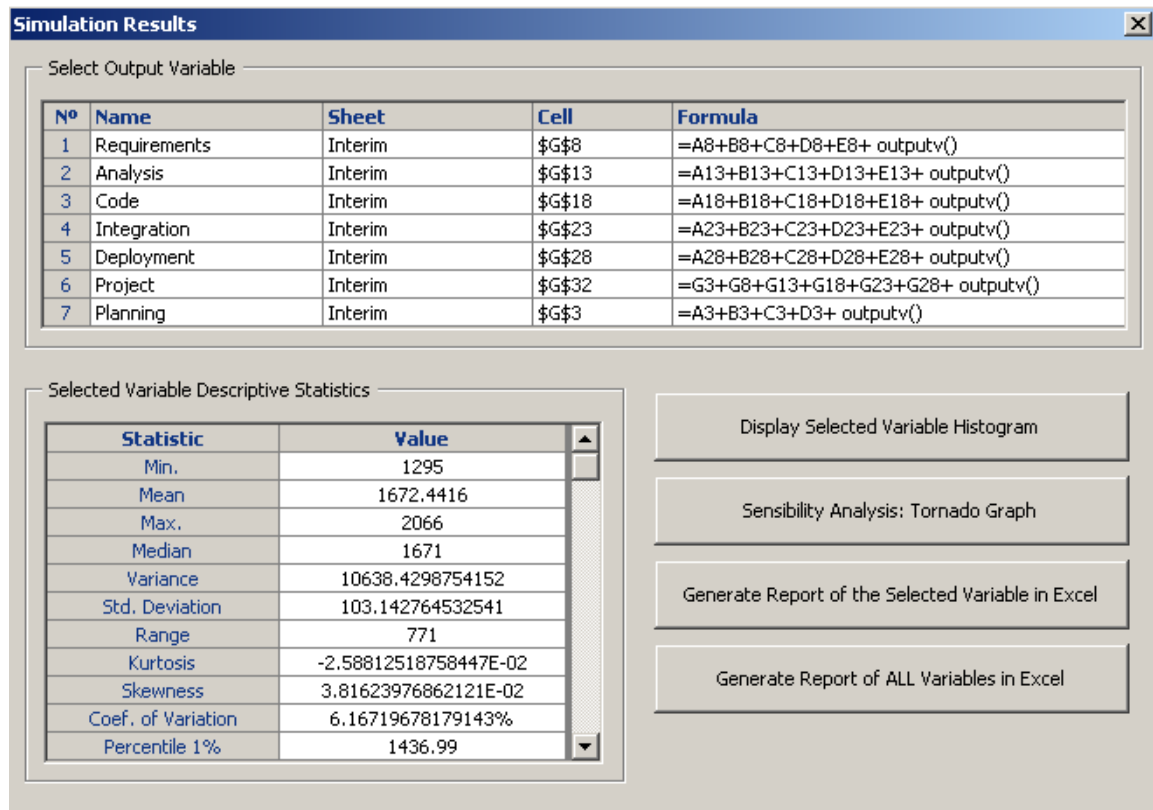 Simulation Results
Select Output Variable
Nº Name Sheet Cell Formula
1 Requirements Interim $G$8 =A8+B8+C8+D8+E8+ outputv()
2 Analysis Interim $G$13 =A13+B13+C13+D13+E13+ outputv()
3 Code Interim $G$18 =A18+B18+C18+D18+E18+ outputv()
4 Integration Interim $G$23 =A23+B23+C23+D23+E23+ outputv()
5 Deployment Interim $G$28 =A28+B28+C28+D28+E28+ outputv()
6 Project Interim $G$32 =G3+G8+G13+G18+G23+G28+ outputv()
7 Planning Interim $G$3 =A3+B3+C3+D3+ outputv()
Selected Variable Descriptive Statistics
Statistic Value
Min. 1295
Mean 1672.4416
Max. 2066
Median 1671
Variance 10638.4298754152
Std. Deviation 103.142764532541
Range 771
Kurtosis -2.58812518758447E-02
Skewness 3.81623976862121E-02
Coef. of Variation 6.16719678179143%
Percentile 1% 1436.99
Display Selected Variable Histogram
Sensibility Analysis: Tornado Graph
Generate Report of the Selected Variable in Excel
Generate Report of ALL Variables in Excel